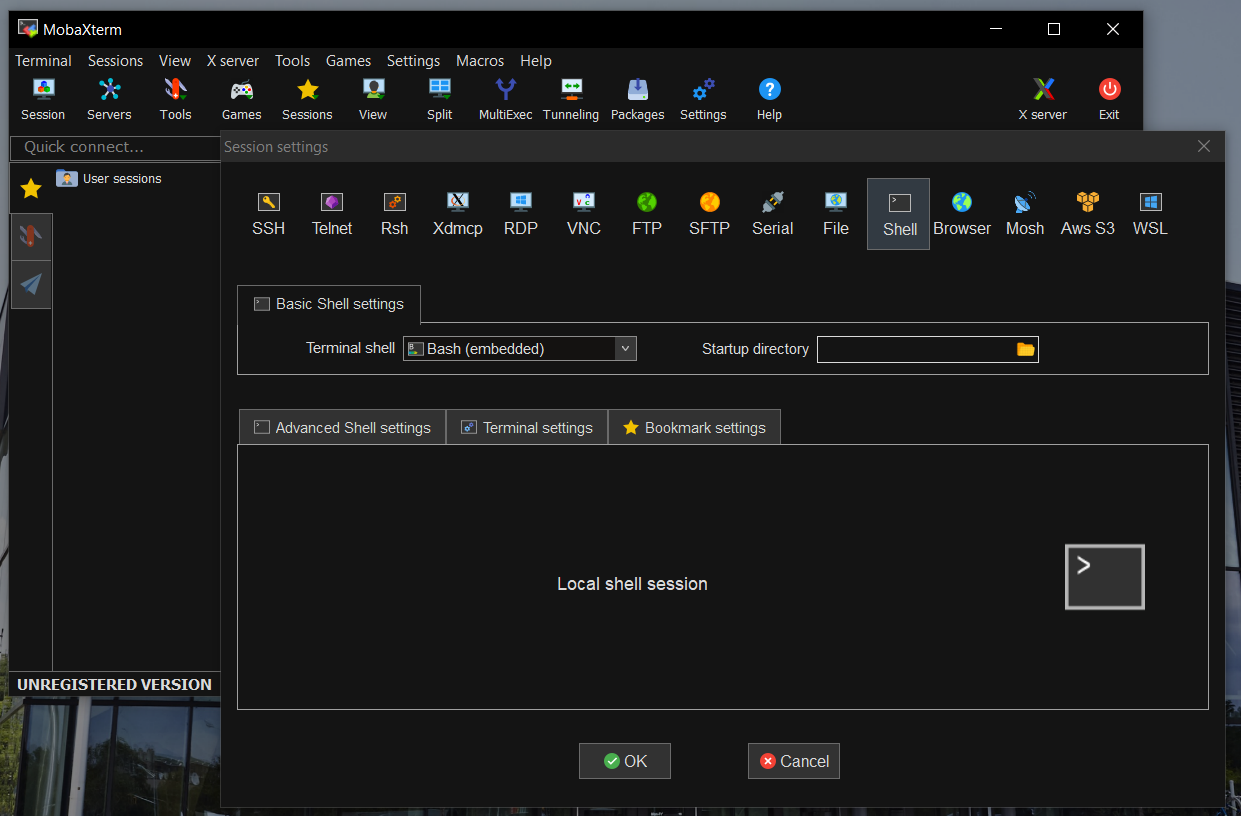 MobaXterm
Terminal Sessions View X server Tools Games Settings Macros Help
Session Servers Tools Games Sessions View Split MultiExec Tunneling Packages Settings Help X server Exit
Quick connect...
Session settings
User sessions
SSH Telnet Rsh Xdmcp RDP VNC FTP SFTP Serial File Shell Browser Mosh Aws S3 WSL
Basic Shell settings
Terminal shell Bash (embedded) Startup directory
Advanced Shell settings Terminal settings Bookmark settings
Local shell session
UNREGISTERED VERSION
OK Cancel